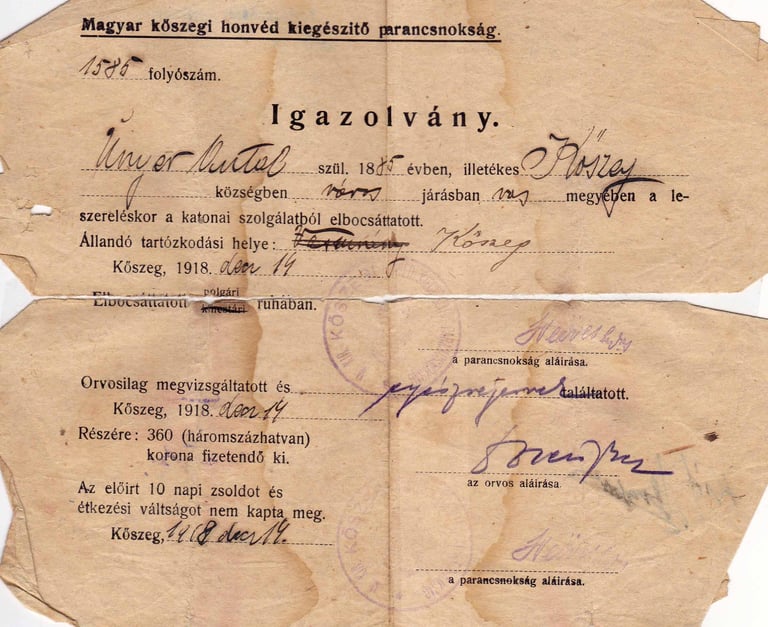 Magyar kőszegi honvéd kiegészítő parancsnokság.
1585 folyószám.
Igazolvány.
Unger Antal szül. 1885 évben, illetékes Kőszeg
községben város járásban vas megyében a le-
szereléskor a katonai szolgálatból elbocsáttatott.
Állandó tartózkodási helye: Kőszeg
Kőszeg, 1918. dec 14
polgári
Elbocsáttatott kincstári ruhában.
a parancsnokság aláírása.
Orvosilag megvizsgáltatott és egészségesnek találtatott.
Kőszeg, 1918. dec 14
Részére: 360 (háromszázhatvan)
korona fizetendő ki.
az orvos aláírása.
Az előirt 10 napi zsoldot és
étkezési váltságot nem kapta meg.
Kőszeg, 1918 dec 14.
a parancsnokság aláírása.